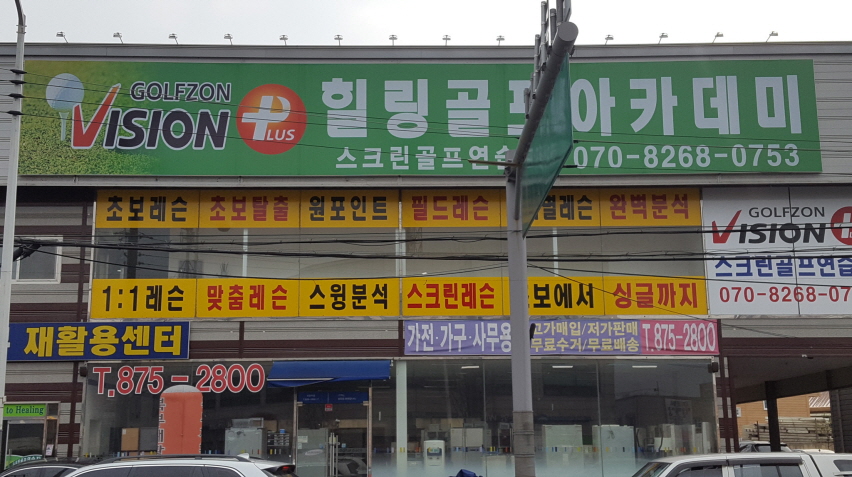 GOLFZON
VISION PLUS
힐링골프아카데미
스크린골프연습
070-8268-0753
초보레슨 초보탈출 원포인트 필드레슨 완벽분석
GOLFZON
VISION
스크린골프연습
070-8268-07
1:1레슨 맞춤레슨 스윙분석 스크린레슨 초보에서 싱글까지
재활용센터
가전·가구·사무용 고가매입/저가판매 무료수거/무료배송 T.875-2800
T.875-2800
to Healing